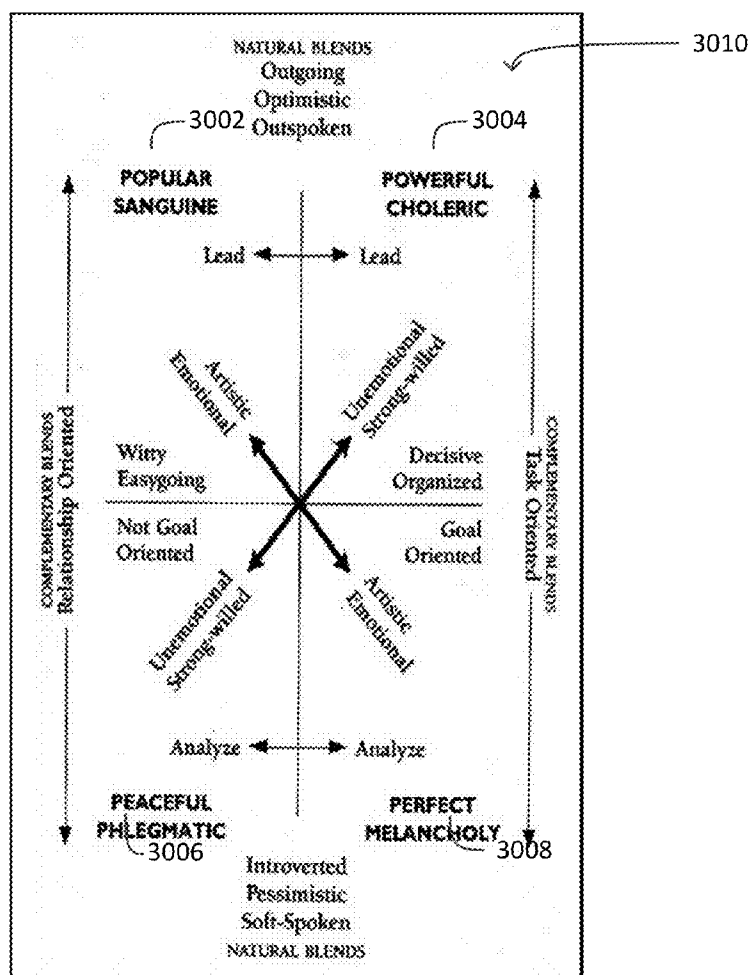 NATURAL BLENDS
Outgoing
Optimistic
Outspoken
3010
3002
3004
POPULAR
SANGUINE
POWERFUL
CHOLERIC
Lead
Lead
Artistic
Emotional
Unemotional
Strong-willed
COMPLEMENTARY BLENDS
Relationship Oriented
Witty
Easygoing
Decisive
Organized
COMPLEMENTARY BLENDS
Task Oriented
Not Goal
Oriented
Goal
Oriented
Unemotional
Strong-willed
Artistic
Emotional
Analyze
Analyze
PEACEFUL
PHLEGMATIC
PERFECT
MELANCHOLY
3006
3008
Introverted
Pessimistic
Soft-Spoken
NATURAL BLENDS